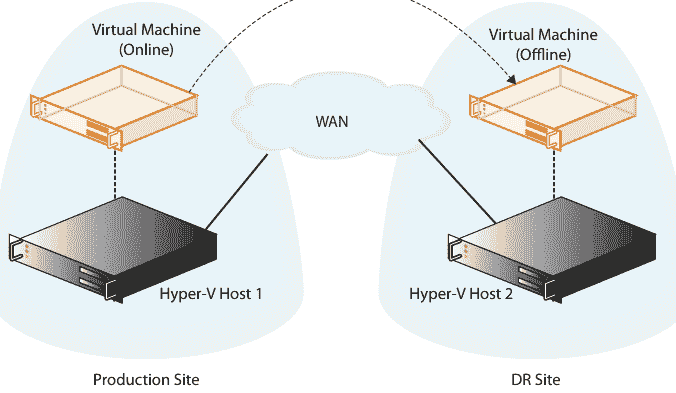 Virtual Machine
(Online)
Virtual Machine
(Offline)
WAN
Hyper-V Host 1
Hyper-V Host 2
Production Site
DR Site